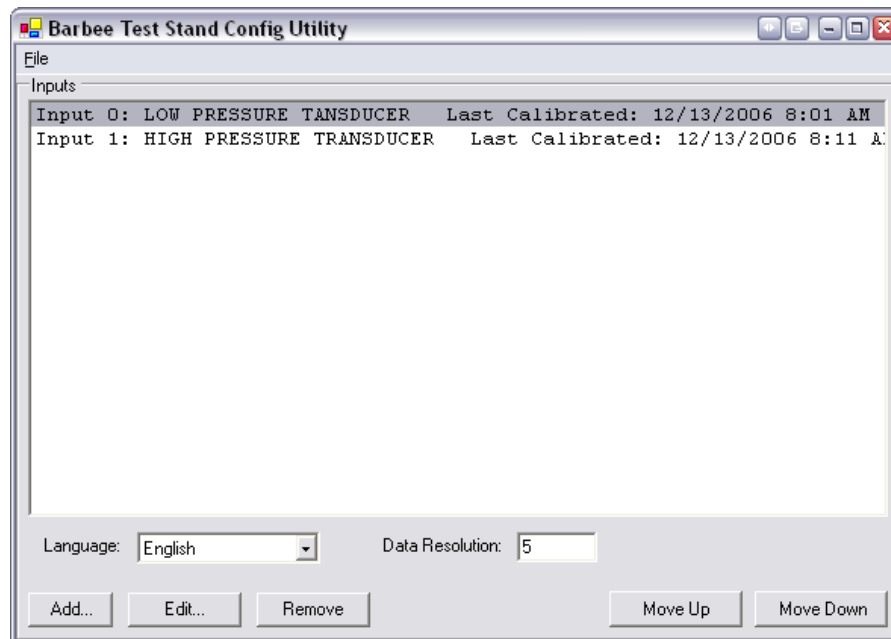 Barbee Test Stand Config Utility
File
Inputs
Input 0: LOW PRESSURE TANSDUCER Last Calibrated: 12/13/2006 8:01 AM
Input 1: HIGH PRESSURE TRANSDUCER Last Calibrated: 12/13/2006 8:11 A
Language: English Data Resolution: 5
Add... Edit... Remove Move Up Move Down